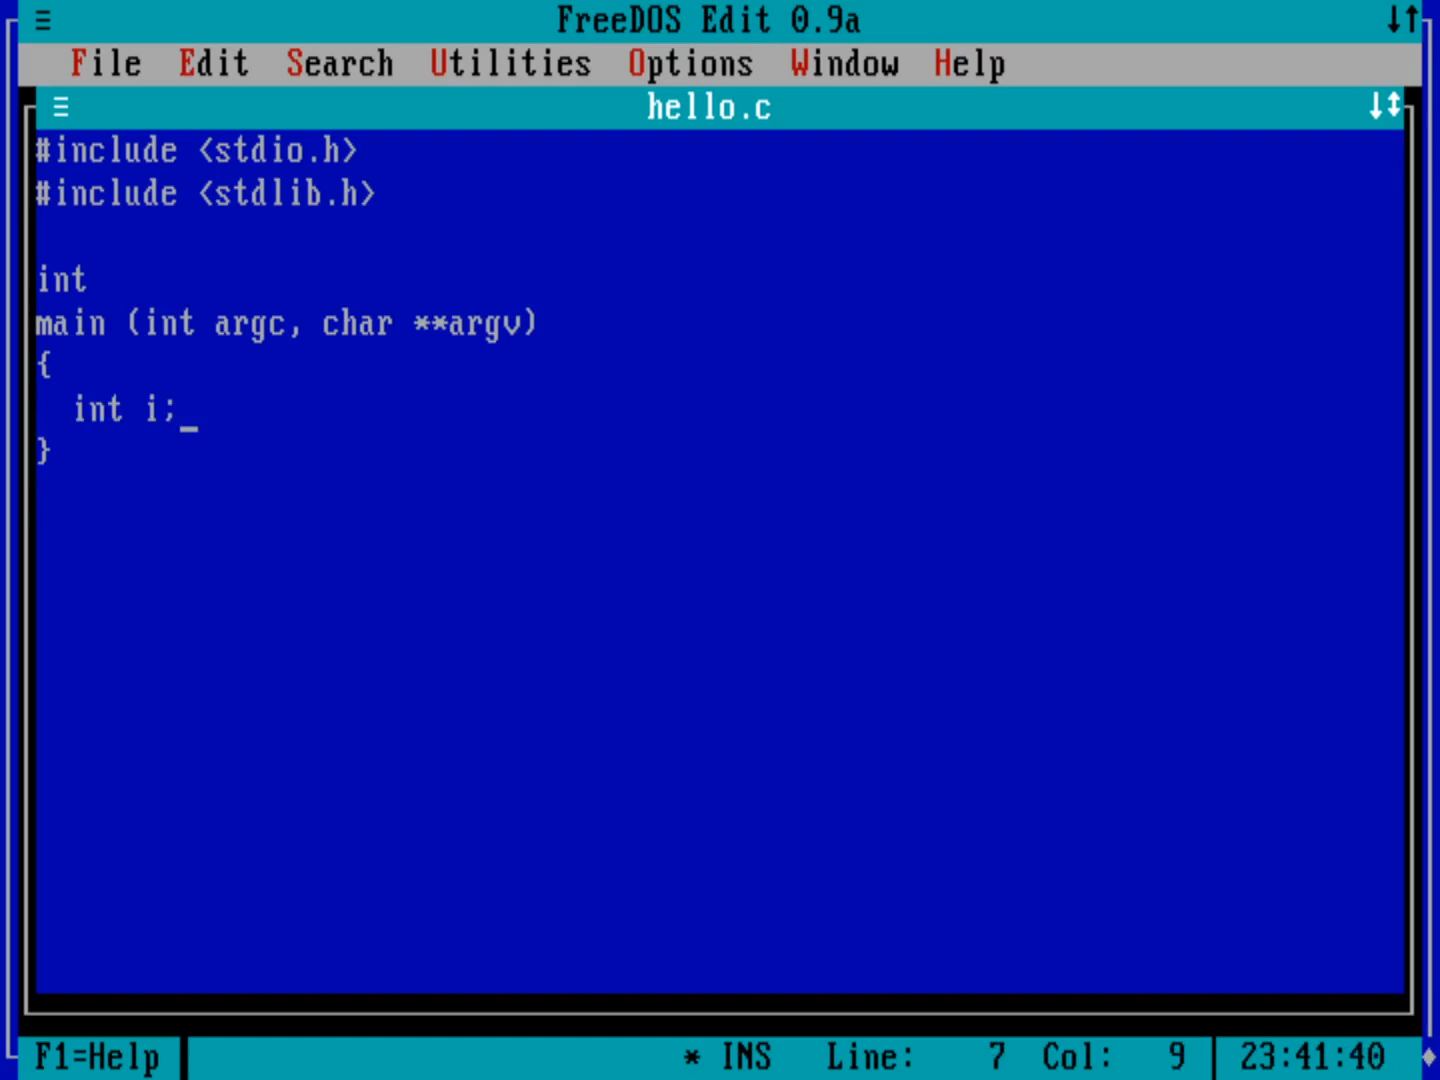 ≡ FreeDOS Edit 0.9a ↓↑
File Edit Search Utilities Options Window Help
≡ hello.c ↓↕
#include <stdio.h>
#include <stdlib.h>
int
main (int argc, char **argv)
{
  int i;_
}
F1=Help * INS Line: 7 Col: 9 23:41:40